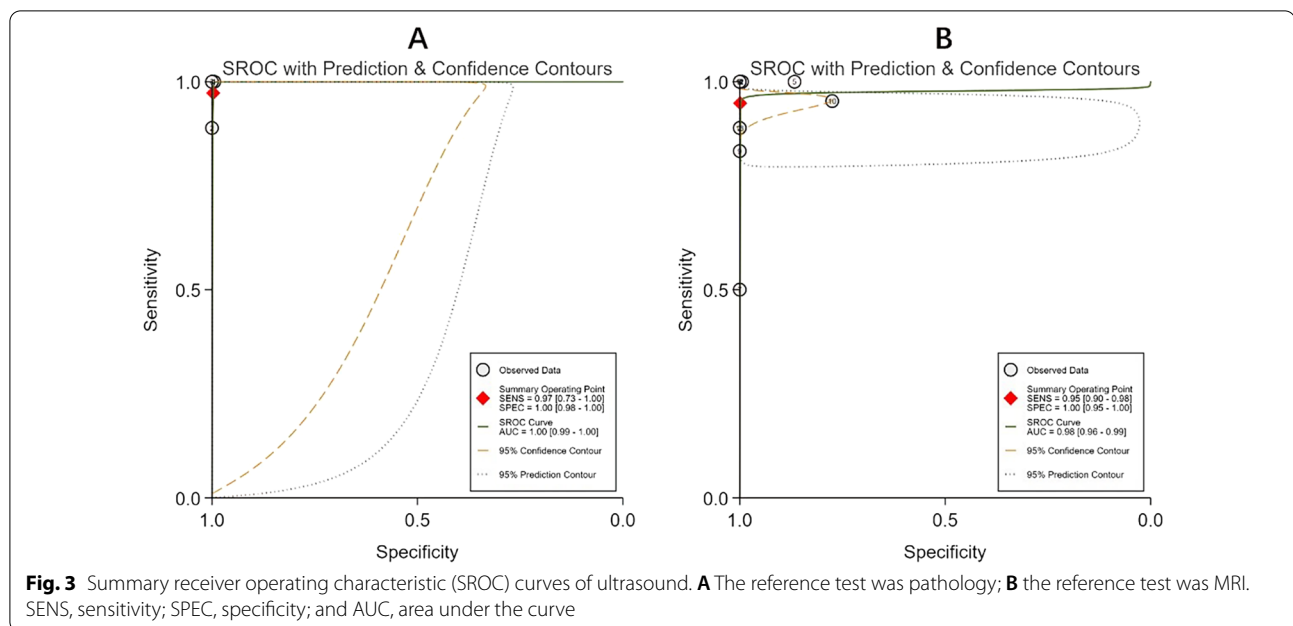 A
SROC with Prediction & Confidence Contours
1.0
0.5
0.0
Sensitivity
1.0
0.5
0.0
Specificity
Observed Data
Summary Operating Point
SENS = 0.97 [0.73 - 1.00]
SPEC = 1.00 [0.98 - 1.00]
SROC Curve
AUC = 1.00 [0.99 - 1.00]
95% Confidence Contour
95% Prediction Contour
B
SROC with Prediction & Confidence Contours
1.0
0.5
0.0
Sensitivity
5
10
9
1.0
0.5
0.0
Specificity
Observed Data
Summary Operating Point
SENS = 0.95 [0.90 - 0.98]
SPEC = 1.00 [0.95 - 1.00]
SROC Curve
AUC = 0.98 [0.96 - 0.99]
95% Confidence Contour
95% Prediction Contour
Fig. 3 Summary receiver operating characteristic (SROC) curves of ultrasound. A The reference test was pathology; B the reference test was MRI.
SENS, sensitivity; SPEC, specificity; and AUC, area under the curve